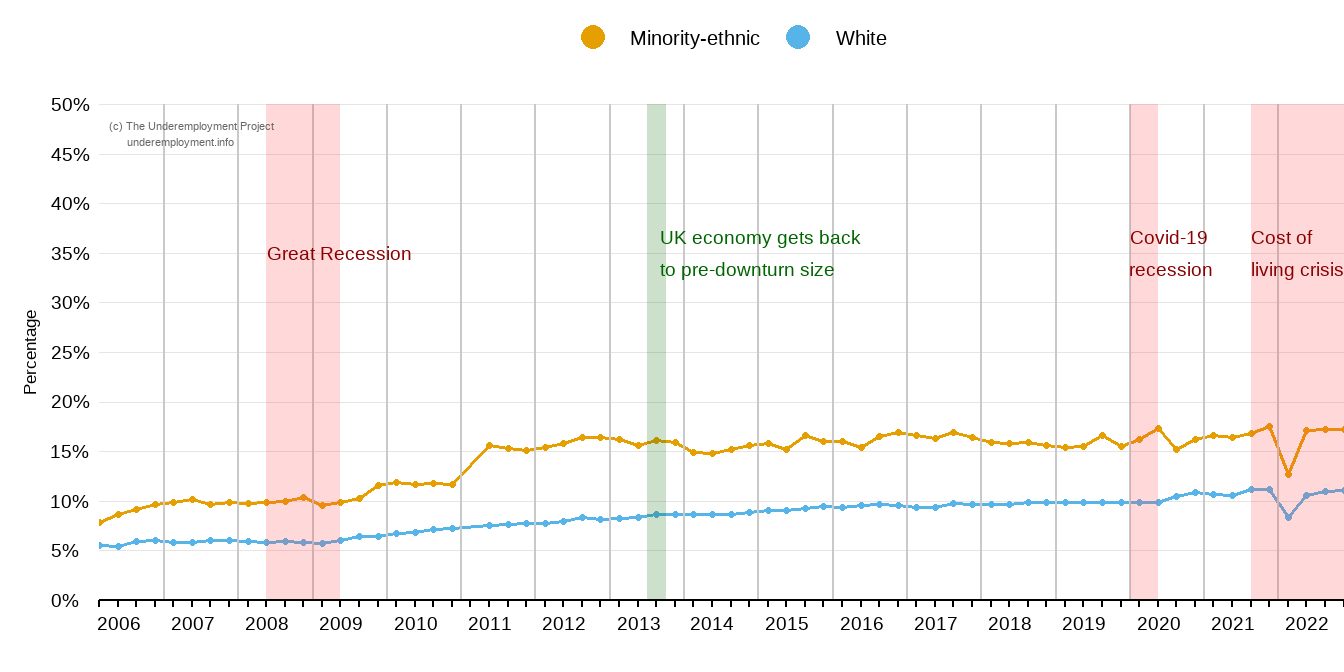 Minority-ethnic White
50%
(c) The Underemployment Project
underemployment.info
45%
40%
35%
Great Recession
UK economy gets back
to pre-downturn size
Covid-19
recession
Cost of
living crisis
30%
25%
20%
15%
10%
5%
0%
Percentage
2006 2007 2008 2009 2010 2011 2012 2013 2014 2015 2016 2017 2018 2019 2020 2021 2022